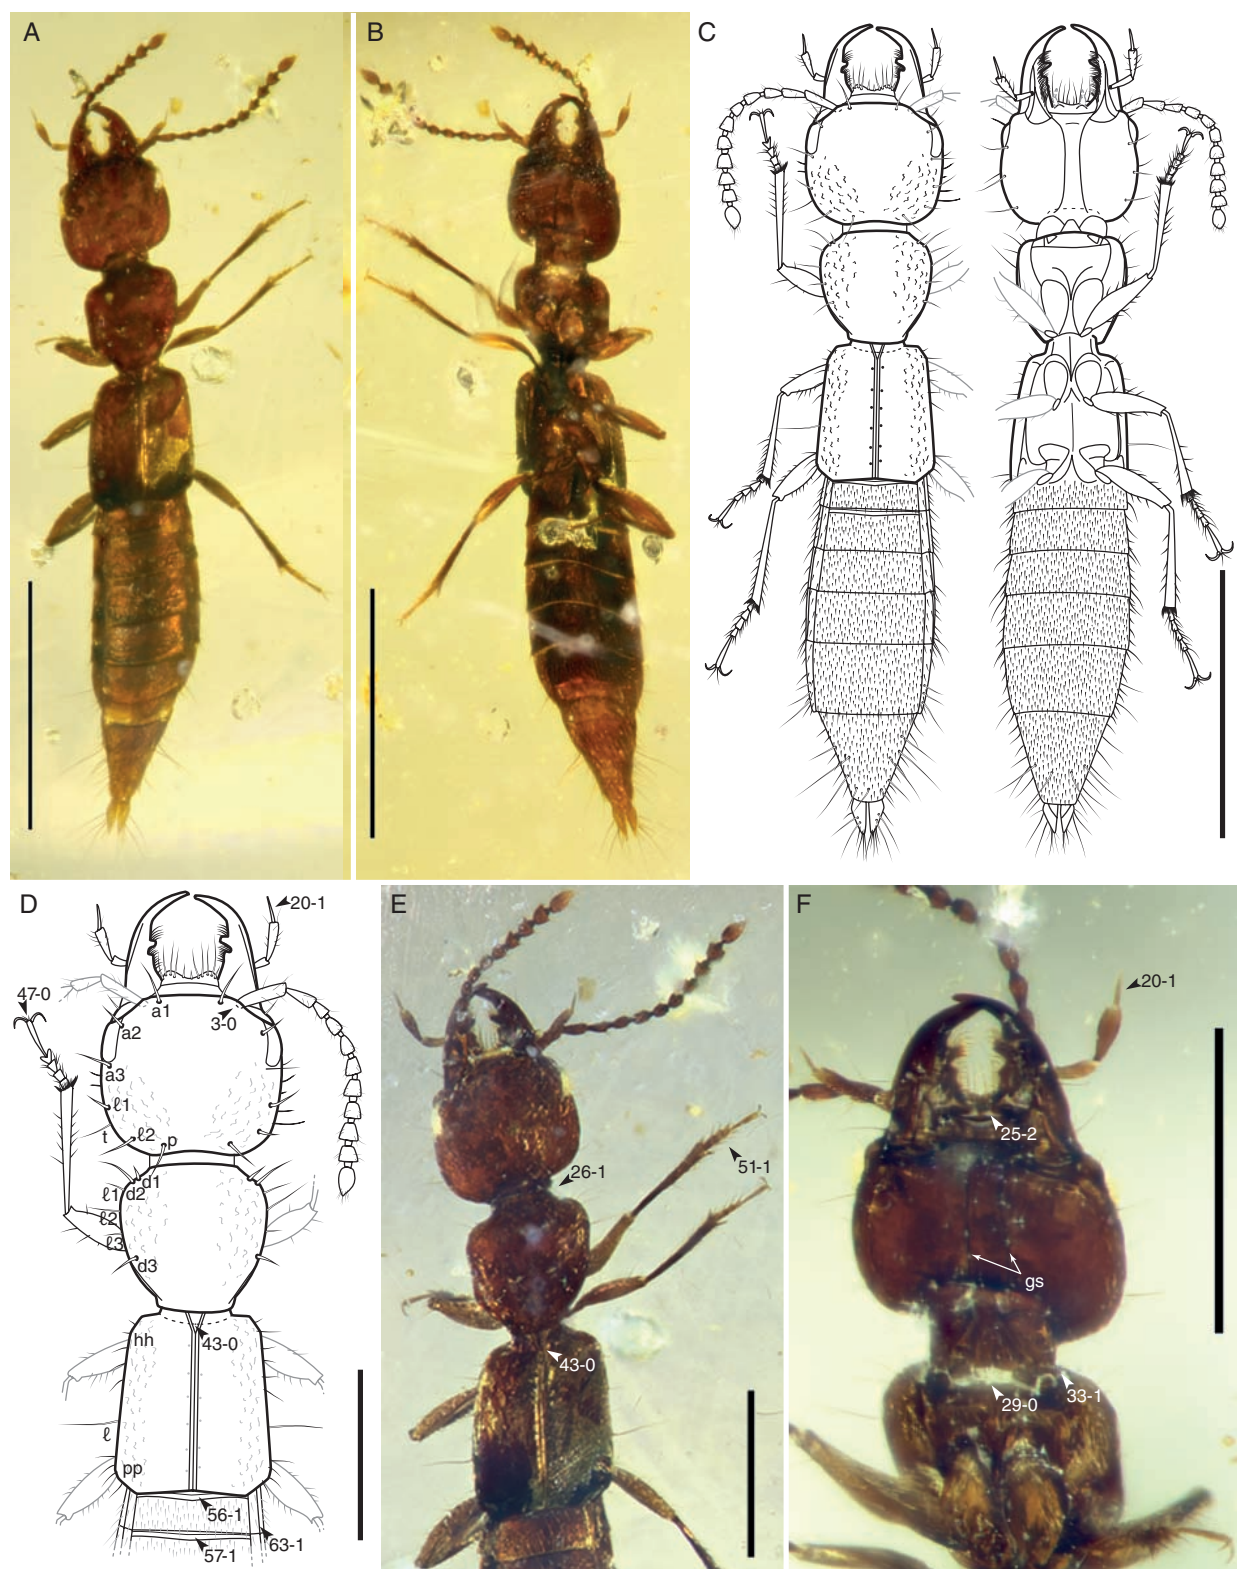 A
B
C
D
20-1
47-0
a1
3-0
a2
a3
ℓ1
t
ℓ2
p
d1
ℓ1
d2
ℓ2
ℓ3
d3
hh
43-0
ℓ
pp
56-1
63-1
57-1
E
51-1
26-1
43-0
F
20-1
25-2
gs
33-1
29-0